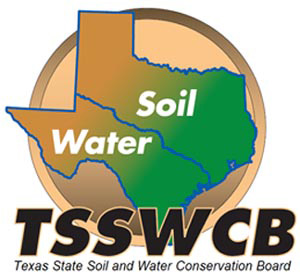 Soil
Water
TSSWCB
Texas State Soil and Water Conservation Board